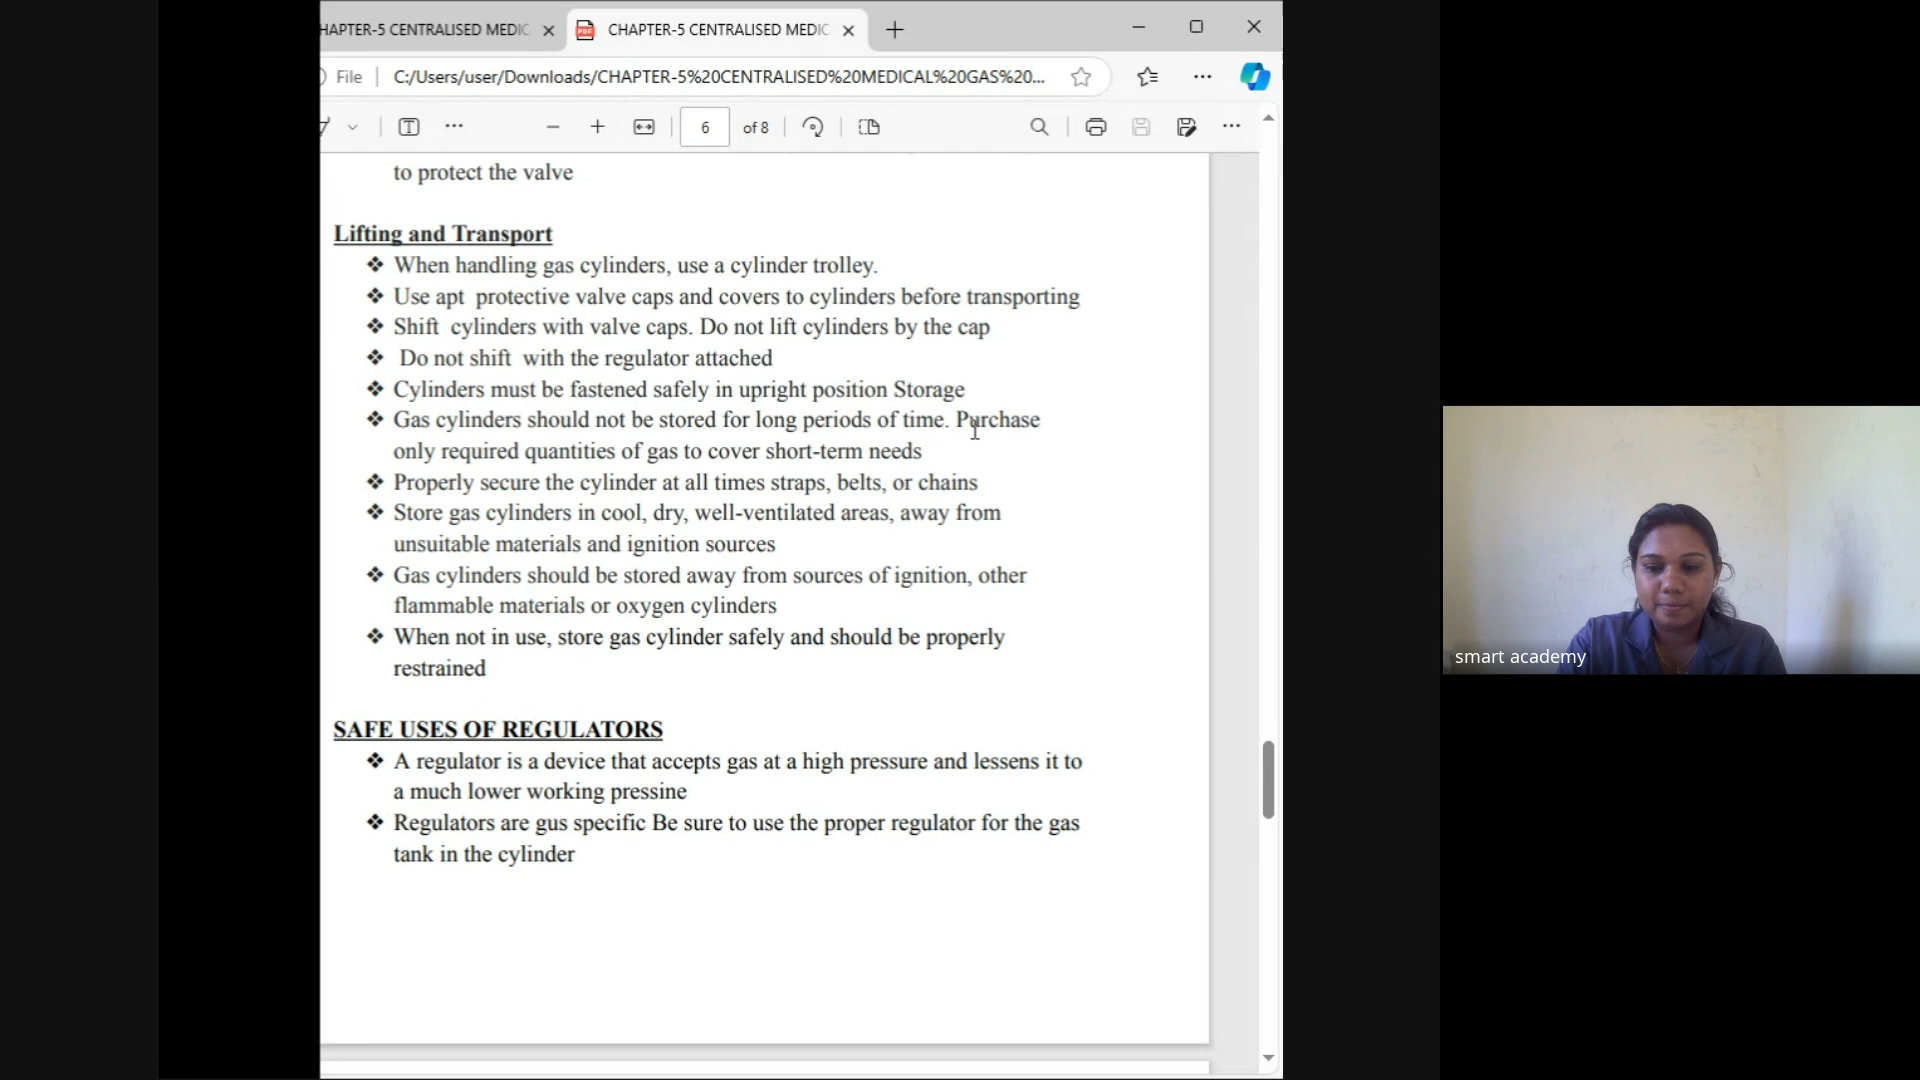 HAPTER-5 CENTRALISED MEDIC
CHAPTER-5 CENTRALISED MEDIC
File
C:/Users/user/Downloads/CHAPTER-5%20CENTRALISED%20MEDICAL%20GAS%20...
6 of 8
to protect the valve
Lifting and Transport
❖ When handling gas cylinders, use a cylinder trolley.
❖ Use apt protective valve caps and covers to cylinders before transporting
❖ Shift cylinders with valve caps. Do not lift cylinders by the cap
❖ Do not shift with the regulator attached
❖ Cylinders must be fastened safely in upright position Storage
❖ Gas cylinders should not be stored for long periods of time. Purchase
only required quantities of gas to cover short-term needs
❖ Properly secure the cylinder at all times straps, belts, or chains
❖ Store gas cylinders in cool, dry, well-ventilated areas, away from
unsuitable materials and ignition sources
❖ Gas cylinders should be stored away from sources of ignition, other
flammable materials or oxygen cylinders
❖ When not in use, store gas cylinder safely and should be properly
restrained
SAFE USES OF REGULATORS
❖ A regulator is a device that accepts gas at a high pressure and lessens it to
a much lower working pressine
❖ Regulators are gus specific Be sure to use the proper regulator for the gas
tank in the cylinder
smart academy